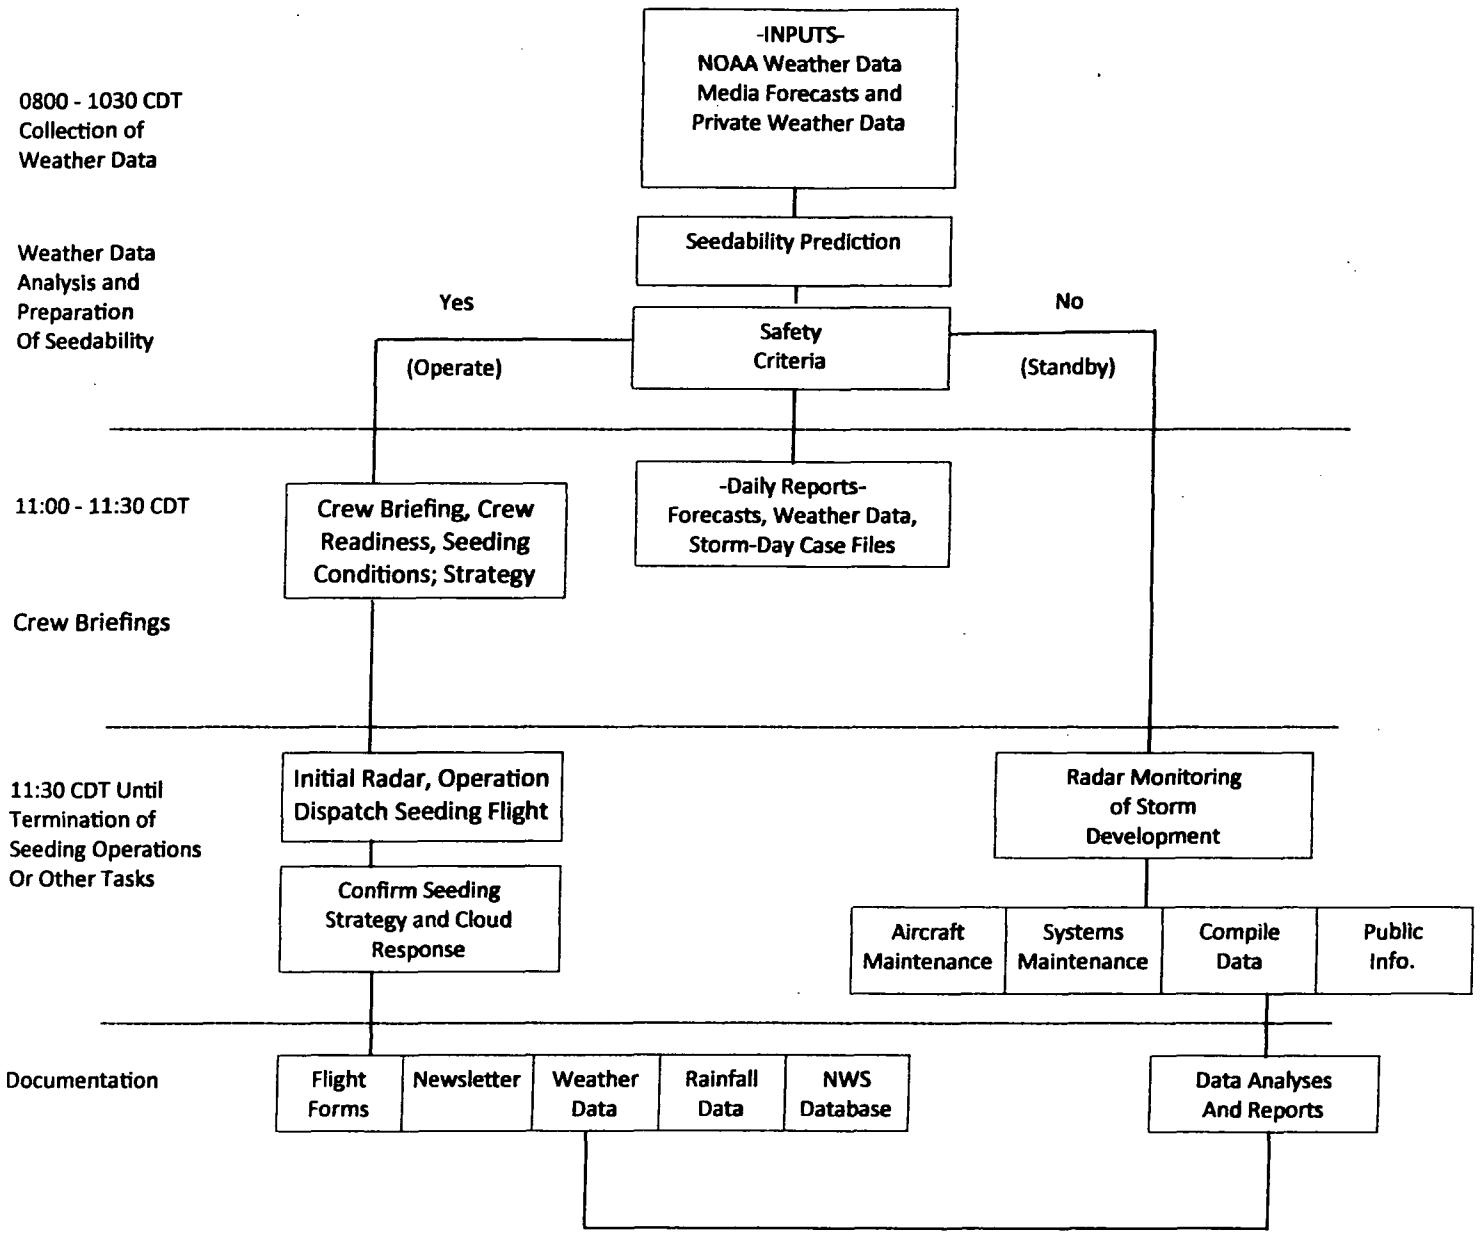 -INPUTS-
NOAA Weather Data
Media Forecasts and
Private Weather Data
0800 - 1030 CDT
Collection of
Weather Data
Seedability Prediction
Weather Data
Analysis and
Preparation
Of Seedability
Yes
(Operate)
Safety
Criteria
No
(Standby)
11:00 - 11:30 CDT
Crew Briefings
Crew Briefing, Crew
Readiness, Seeding
Conditions; Strategy
-Daily Reports-
Forecasts, Weather Data,
Storm-Day Case Files
11:30 CDT Until
Termination of
Seeding Operations
Or Other Tasks
Initial Radar, Operation
Dispatch Seeding Flight
Radar Monitoring
of Storm
Development
Confirm Seeding
Strategy and Cloud
Response
Aircraft
Maintenance
Systems
Maintenance
Compile
Data
Public
Info.
Documentation
Flight
Forms
Newsletter
Weather
Data
Rainfall
Data
NWS
Database
Data Analyses
And Reports